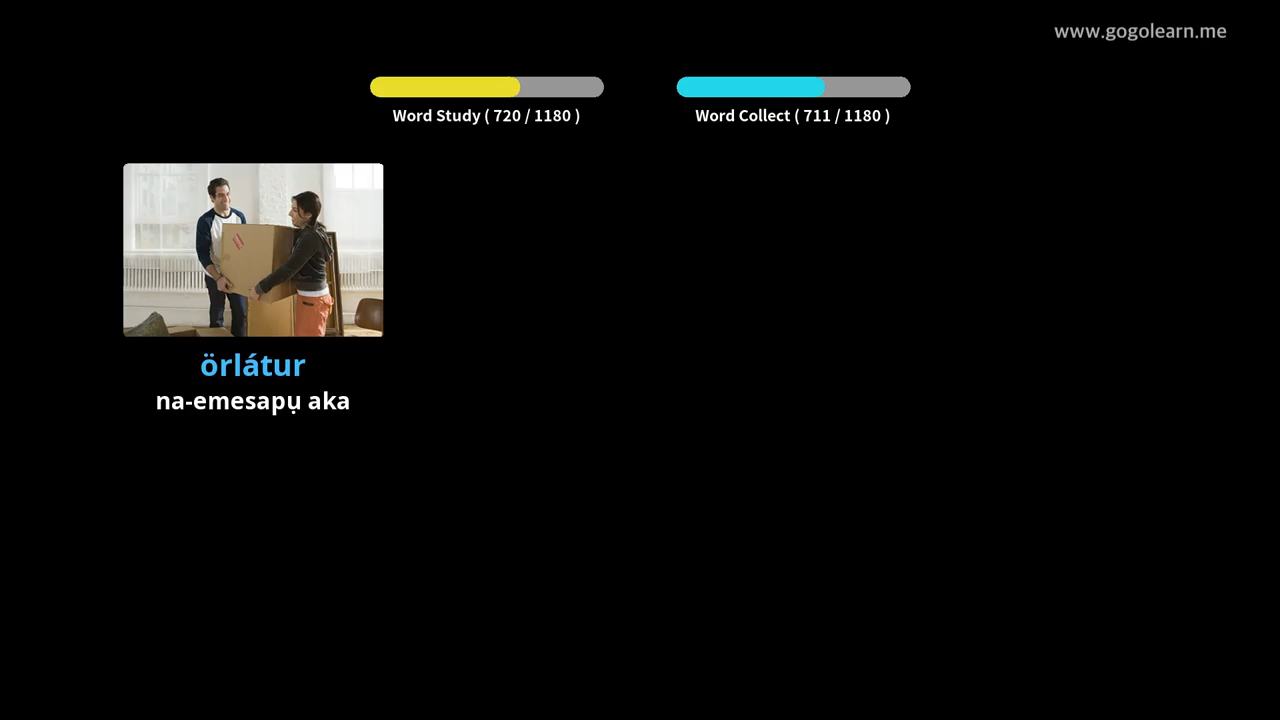 www.gogolearn.me
Word Study ( 720 / 1180 )
Word Collect ( 711 / 1180 )
örlátur
na-emesapụ aka